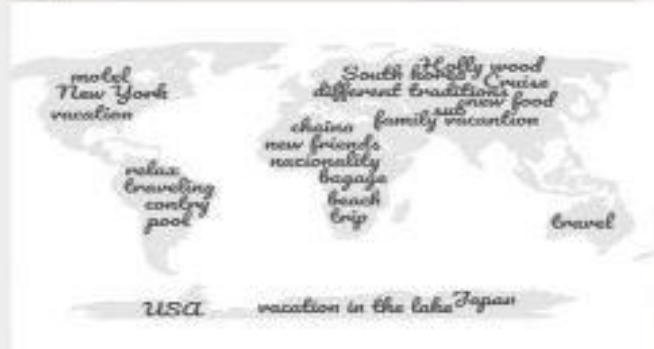 motel
New York
vacation
Holly wood
South korea
Cruise
different traditions
new food
sub
family vacantion
chains
new friends
nacionality
bagage
beach
trip
relax
traveling
contry
pool
travel
USA
vacation in the lake
Japan